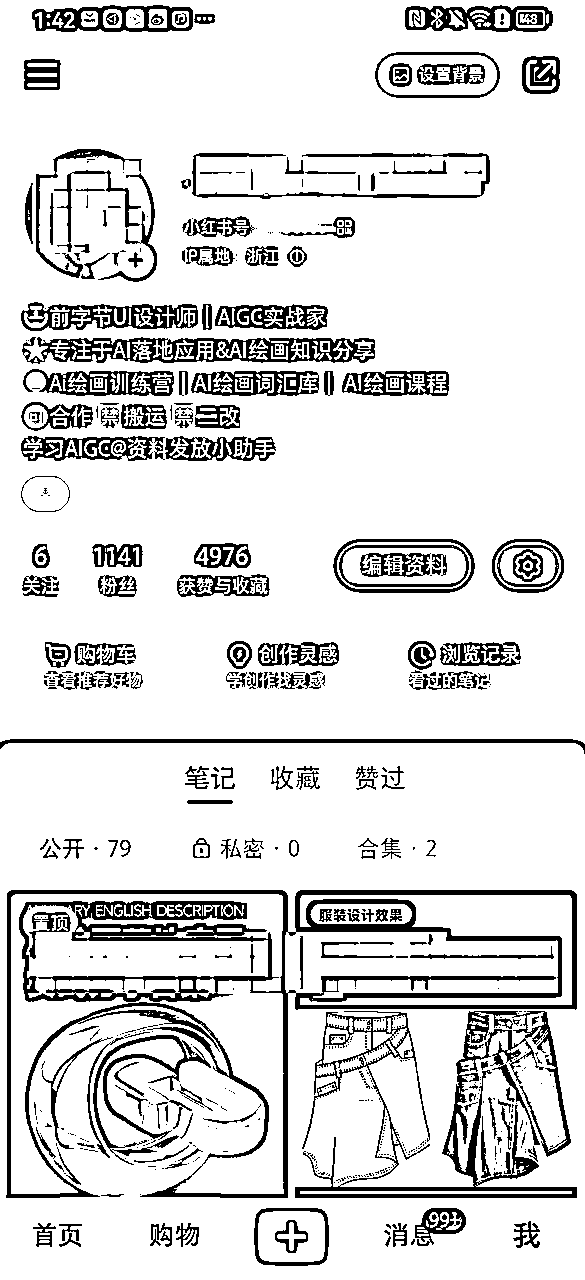 1:42
48
设置背景
小红书号
IP属地：浙江
前字节UI设计师 | AIGC实战家
专注于AI落地应用&AI绘画知识分享
AI绘画训练营 | AI绘画词汇库 | AI绘画课程
合作 禁搬运 禁二改
学习AIGC@资料发放小助手
6 1141 4976
关注 粉丝 获赞与收藏 编辑资料
购物车 创作灵感 浏览记录
查看推荐好物 学创作找灵感 看过的笔记
笔记 收藏 赞过
公开 · 79 私密 · 0 合集 · 2
置顶 RY ENGLISH DESCRIPTION 服装设计效果
首页 购物 消息 99+ 我